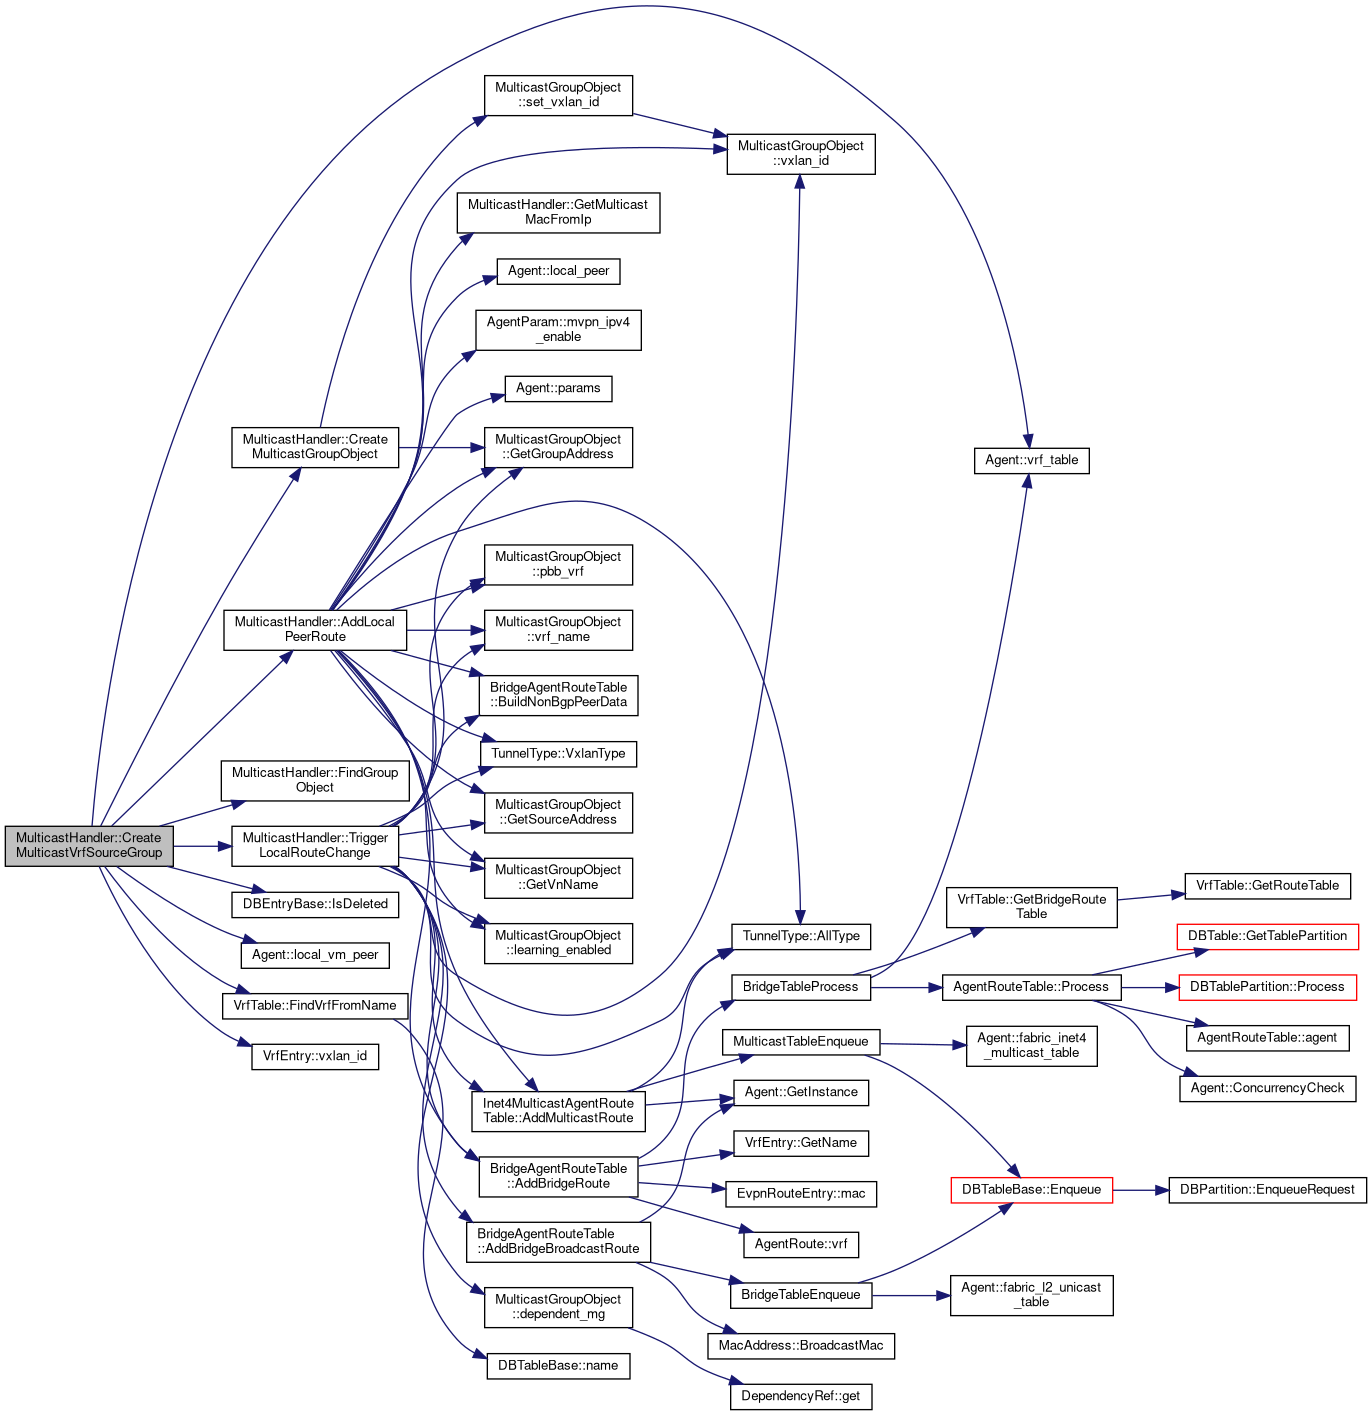 MulticastHandler::Create
MulticastVrfSourceGroup
MulticastHandler::Create
MulticastGroupObject
MulticastHandler::AddLocal
PeerRoute
MulticastHandler::FindGroup
Object
MulticastHandler::Trigger
LocalRouteChange
DBEntryBase::IsDeleted
Agent::local_vm_peer
VrfTable::FindVrfFromName
VrfEntry::vxlan_id
MulticastGroupObject
::set_vxlan_id
MulticastHandler::GetMulticast
MacFromIp
Agent::local_peer
AgentParam::mvpn_ipv4
_enable
Agent::params
MulticastGroupObject
::GetGroupAddress
MulticastGroupObject
::pbb_vrf
MulticastGroupObject
::vrf_name
BridgeAgentRouteTable
::BuildNonBgpPeerData
TunnelType::VxlanType
MulticastGroupObject
::GetSourceAddress
MulticastGroupObject
::GetVnName
MulticastGroupObject
::learning_enabled
Inet4MulticastAgentRoute
Table::AddMulticastRoute
BridgeAgentRouteTable
::AddBridgeRoute
BridgeAgentRouteTable
::AddBridgeBroadcastRoute
MulticastGroupObject
::dependent_mg
DBTableBase::name
MulticastGroupObject
::vxlan_id
TunnelType::AllType
BridgeTableProcess
MulticastTableEnqueue
Agent::GetInstance
VrfEntry::GetName
EvpnRouteEntry::mac
AgentRoute::vrf
BridgeTableEnqueue
MacAddress::BroadcastMac
DependencyRef::get
Agent::vrf_table
VrfTable::GetBridgeRoute
Table
AgentRouteTable::Process
Agent::fabric_inet4
_multicast_table
DBTableBase::Enqueue
Agent::fabric_l2_unicast
_table
VrfTable::GetRouteTable
DBTable::GetTablePartition
DBTablePartition::Process
AgentRouteTable::agent
Agent::ConcurrencyCheck
DBPartition::EnqueueRequest